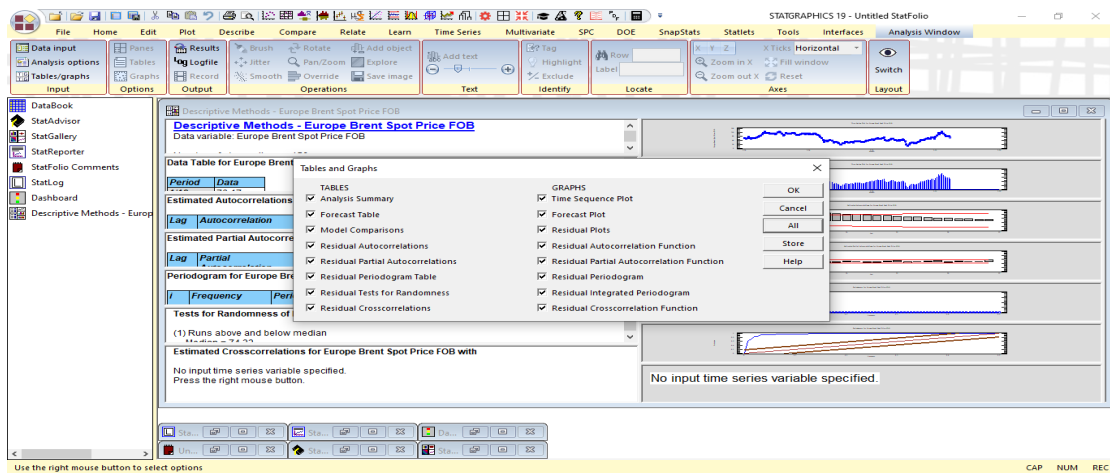 STATGRAPHICS 19 - Untitled StatFolio
File Home Edit Plot Describe Compare Relate Learn Time Series Multivariate SPC DOE SnapStats Statlets Tools Interfaces Analysis Window
Data input
Analysis options
Tables/graphs
Input
Panes
Tables
Graphs
Options
Results
Logfile
Record
Output
Brush Rotate Add object
Jitter Pan/Zoom Explore
Smooth Override Save image
Operations
Add text
Text
Tag
Highlight
Exclude
Identify
Row
Label
Locate
X Y Z X Ticks Horizontal
Zoom in X Fill window
Zoom out X Reset
Axes
Switch
Layout
DataBook
StatAdvisor
StatGallery
StatReporter
StatFolio Comments
StatLog
Dashboard
Descriptive Methods - Europ
Descriptive Methods - Europe Brent Spot Price FOB
Descriptive Methods - Europe Brent Spot Price FOB
Data variable: Europe Brent Spot Price FOB
Data Table for Europe Brent
Period Data
Estimated Autocorrelations
Lag Autocorrelation
Estimated Partial Autocorre
Lag Partial
Periodogram for Europe Bre
i Frequency Peri
Tests for Randomness of
(1) Runs above and below median
Estimated Crosscorrelations for Europe Brent Spot Price FOB with
No input time series variable specified.
Press the right mouse button.
Tables and Graphs
TABLES
Analysis Summary
Forecast Table
Model Comparisons
Residual Autocorrelations
Residual Partial Autocorrelations
Residual Periodogram Table
Residual Tests for Randomness
Residual Crosscorrelations
GRAPHS
Time Sequence Plot
Forecast Plot
Residual Plots
Residual Autocorrelation Function
Residual Partial Autocorrelation Function
Residual Periodogram
Residual Integrated Periodogram
Residual Crosscorrelation Function
OK
Cancel
All
Store
Help
No input time series variable specified.
Sta... Sta... Da...
Un... Sta... Sta...
Use the right mouse button to select options
CAP NUM REC